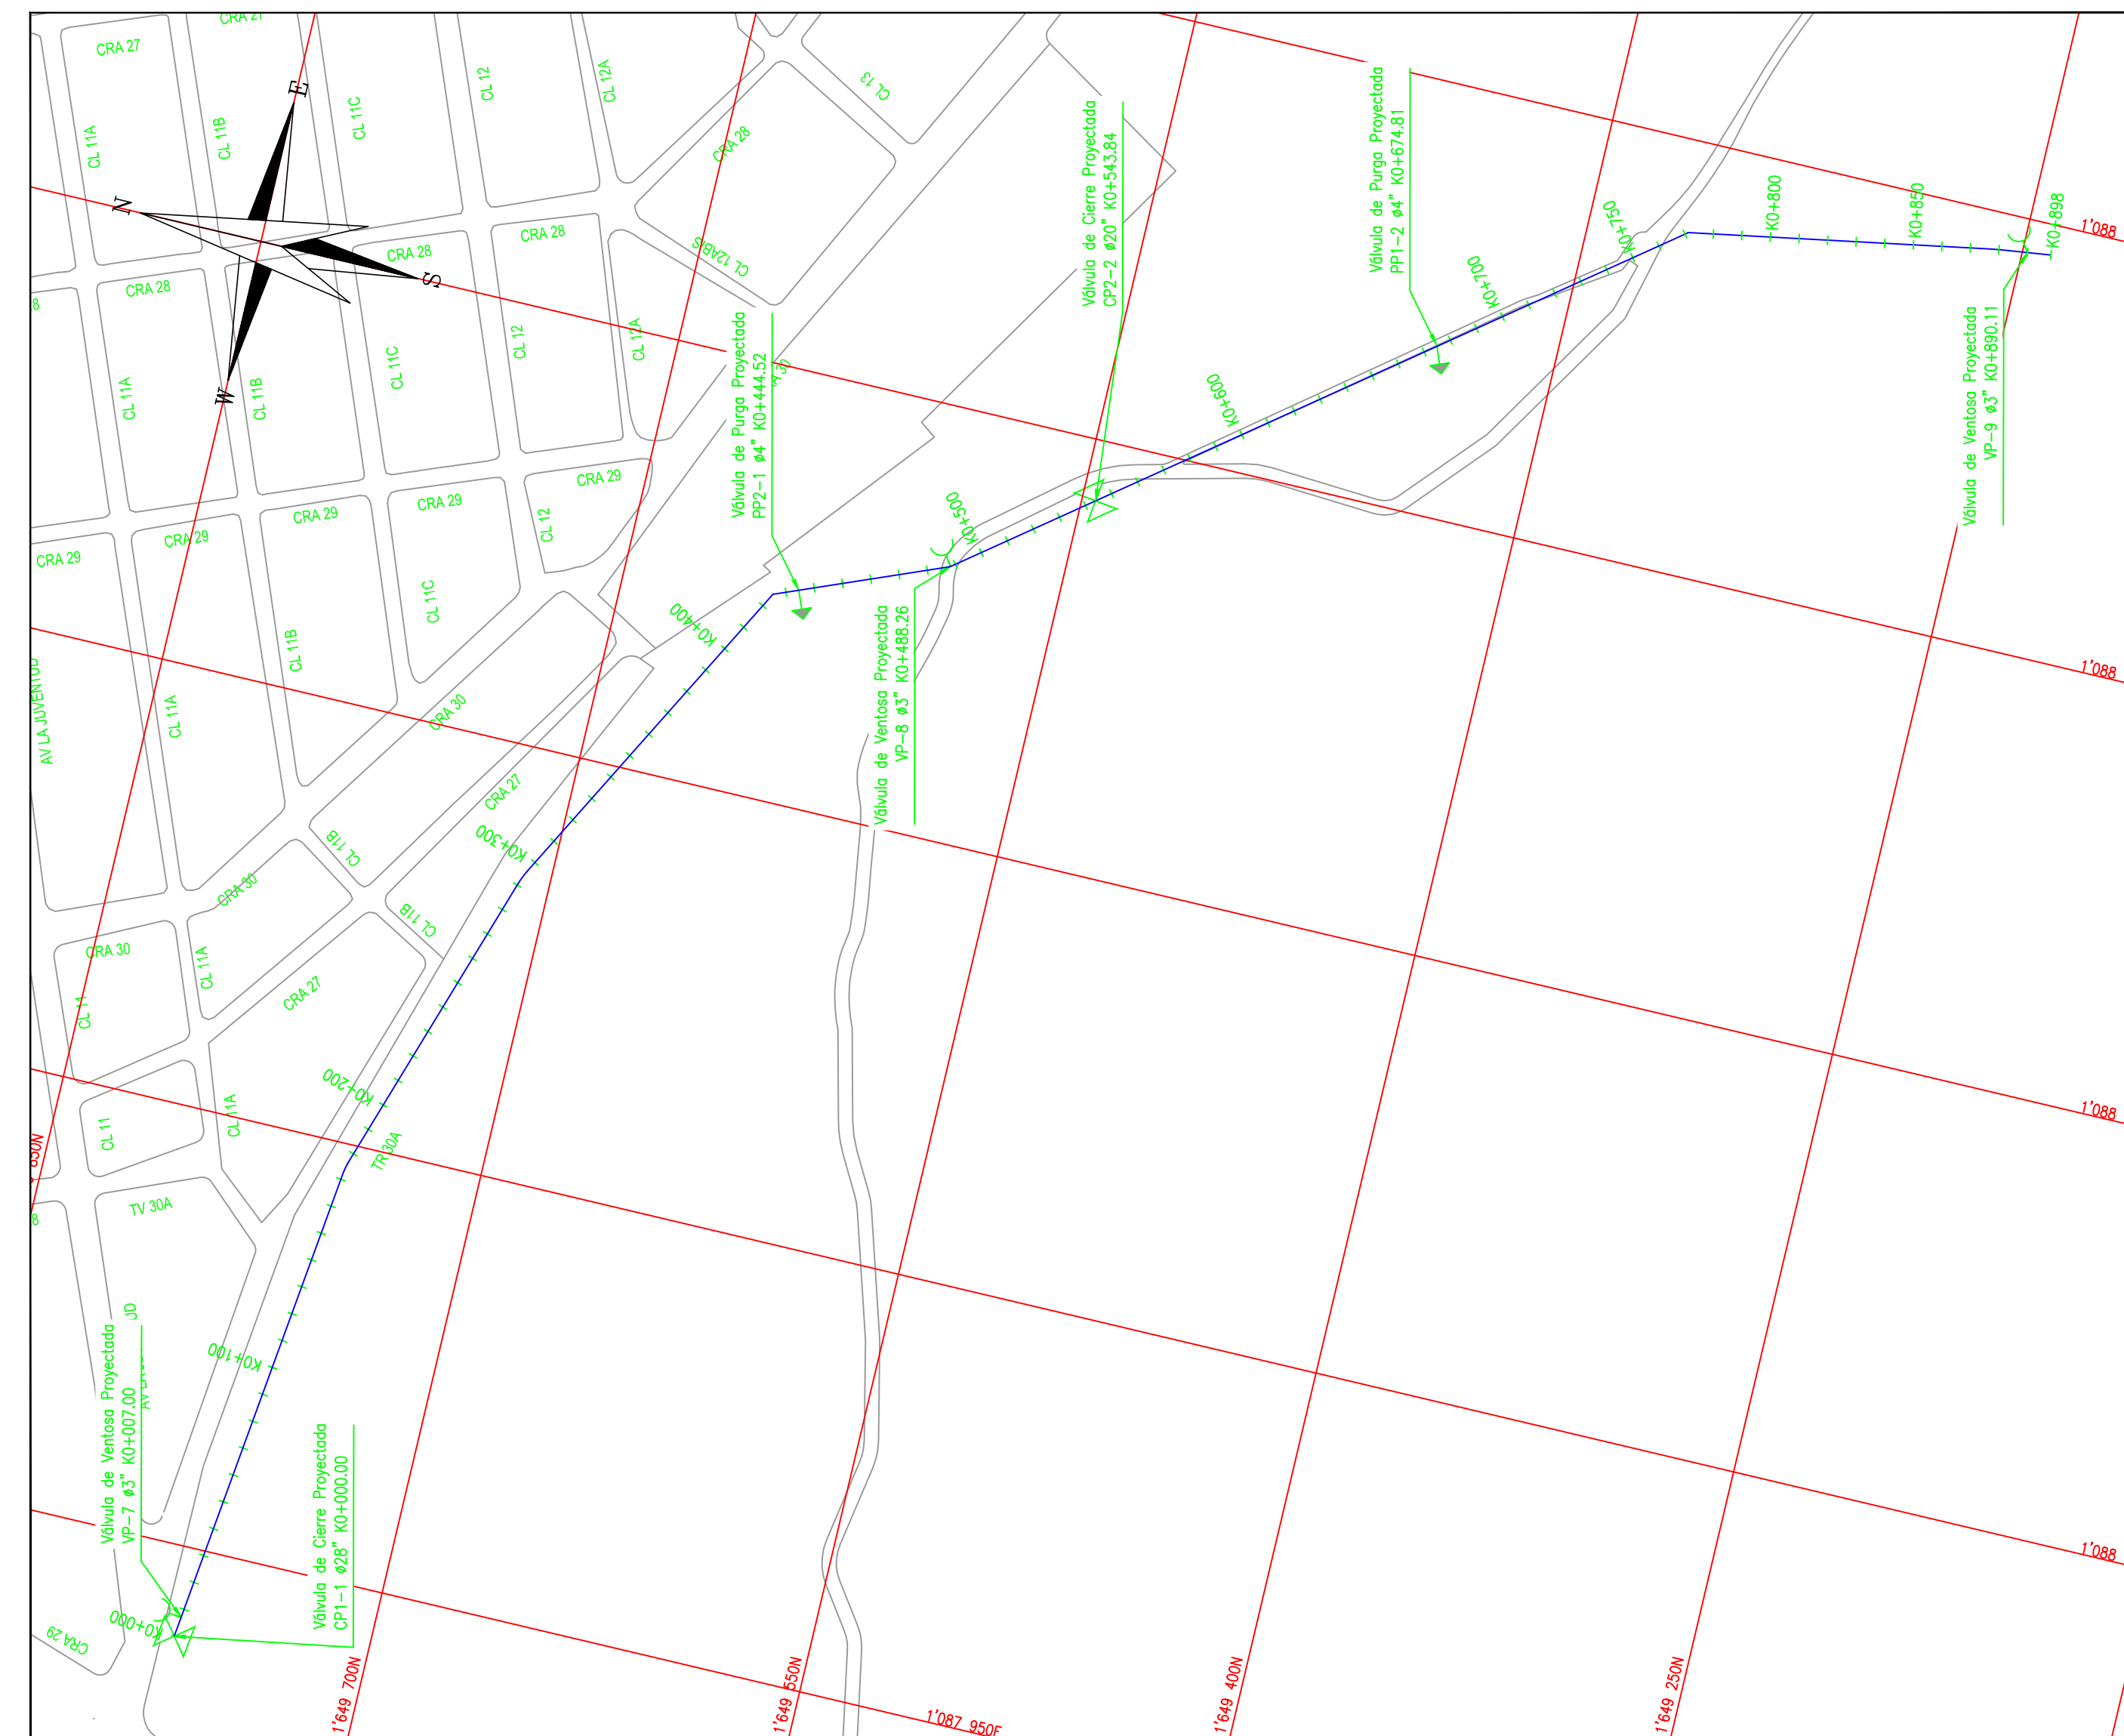 CRA 27
CRA 27
CL 11A
CL 11B
CL 11C
CL 12
CL 12A
CL 13
CRA 28
E
N
S
W
CRA 28
CRA 28
CRA 28
CL 12ABIS
8
CL 11A
CL 11B
CL 11C
CL 12
CL 12A
CRA 29
CRA 29
CRA 29
CRA 29
CRA 29
CL 12
CL 11C
CL 11B
CL 11A
AV LA JUVENTUD
CRA 30
CRA 27
CL 11B
CRA 30
CL 11B
CRA 30
CL 11A
CRA 27
CL 11
CL 11
CL 11A
TR 30A
TV 30A
8
UD
CRA 29
Válvula de Ventosa Proyectada
VP-7 ø3" K0+007.00
Válvula de Cierre Proyectada
CP1-1 ø28" K0+000.00
Válvula de Purga Proyectada
PP2-1 ø4" K0+444.52
Válvula de Ventosa Proyectada
VP-8 ø3" K0+488.26
Válvula de Cierre Proyectada
CP2-2 ø20" K0+543.84
Válvula de Purga Proyectada
PP1-2 ø4" K0+674.81
Válvula de Ventosa Proyectada
VP-9 ø3" K0+890.11
K0+000
K0+100
K0+200
K0+300
K0+400
K0+500
K0+600
K0+700
K0+750
K0+800
K0+850
K0+898
1'088
1'088
1'088
1'088
850N
1'649 700N
1'649 550N
1'649 400N
1'649 250N
1'087 950E